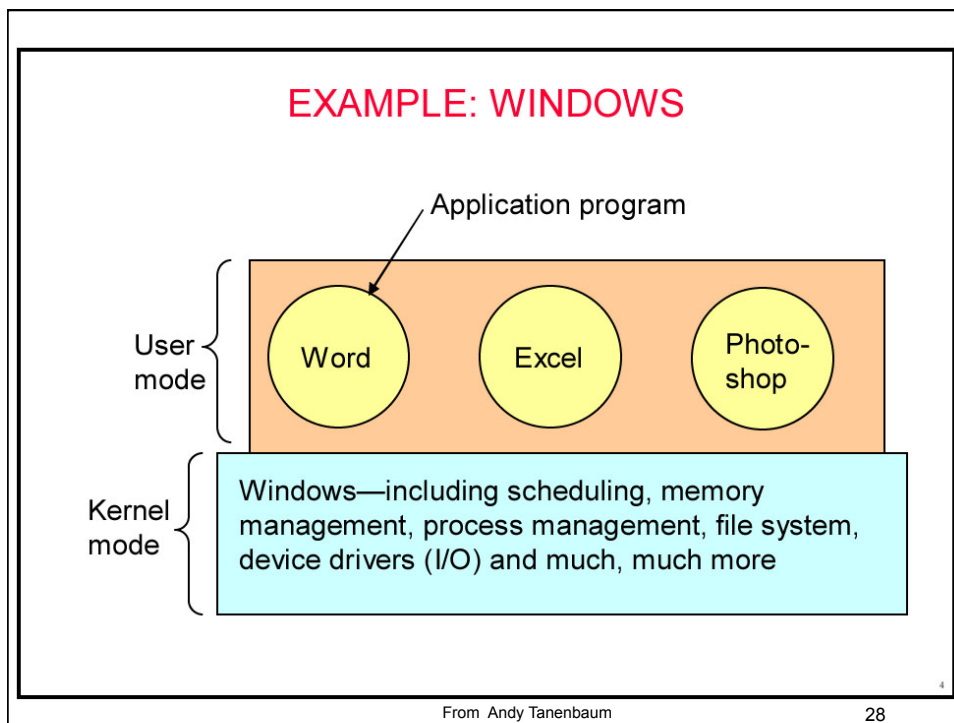 EXAMPLE: WINDOWS
Application program
User
mode
Word
Excel
Photo-
shop
Kernel
mode
Windows—including scheduling, memory
management, process management, file system,
device drivers (I/O) and much, much more
4
From Andy Tanenbaum
28